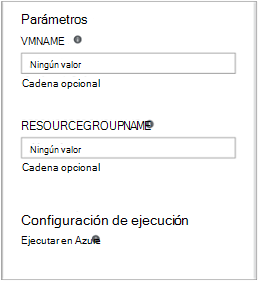 Parámetros
VMNAME
Ningún valor
Cadena opcional
RESOURCEGROUPNAME
Ningún valor
Cadena opcional
Configuración de ejecución
Ejecutar en Azure